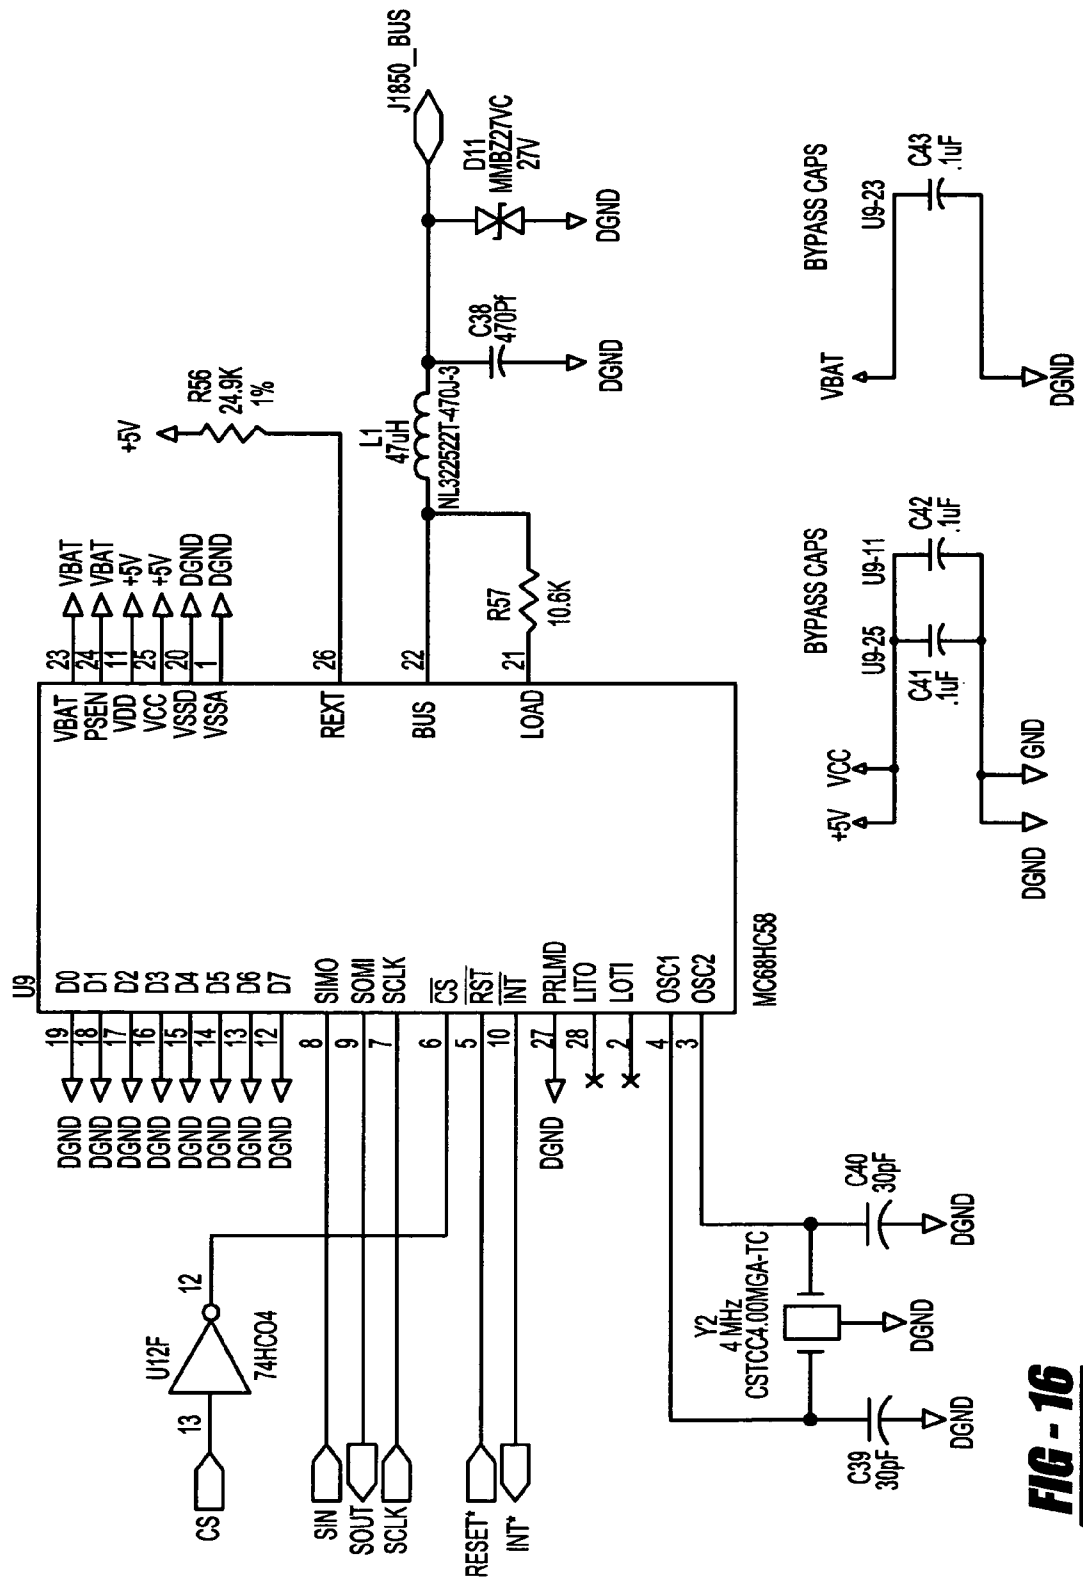 U9
19 D0
18 D1
17 D2
16 D3
15 D4
14 D5
13 D6
12 D7
DGND
DGND
DGND
DGND
DGND
DGND
DGND
DGND
8 SIMO
9 SOMI
7 SCLK
6 CS
5 RST
10 INT
27 PRLMD
28 LITO
2 LOTI
4 OSC1
3 OSC2
DGND
MC68HC58
VBAT 23 VBAT
PSEN 24 VBAT
VDD 11 +5V
VCC 25 +5V
VSSD 20 DGND
VSSA 1 DGND
REXT 26
BUS 22
LOAD 21
+5V
R56
24.9K
1%
L1
47uH
NL322522T-470J-3
R57
10.6K
C38
470Pf
DGND
D11
MMBZ27VC
27V
DGND
J1850_BUS
CS
13
U12F
12
74HC04
SIN
SOUT
SCLK
RESET*
INT*
Y2
4 MHz
CSTCC4.00MGA-TC
C39
30pF
DGND
DGND
C40
30pF
DGND
BYPASS CAPS
+5V
VCC
U9-25
U9-11
C41
.1uF
C42
.1uF
DGND
GND
BYPASS CAPS
VBAT
U9-23
C43
.1uF
DGND
FIG - 16